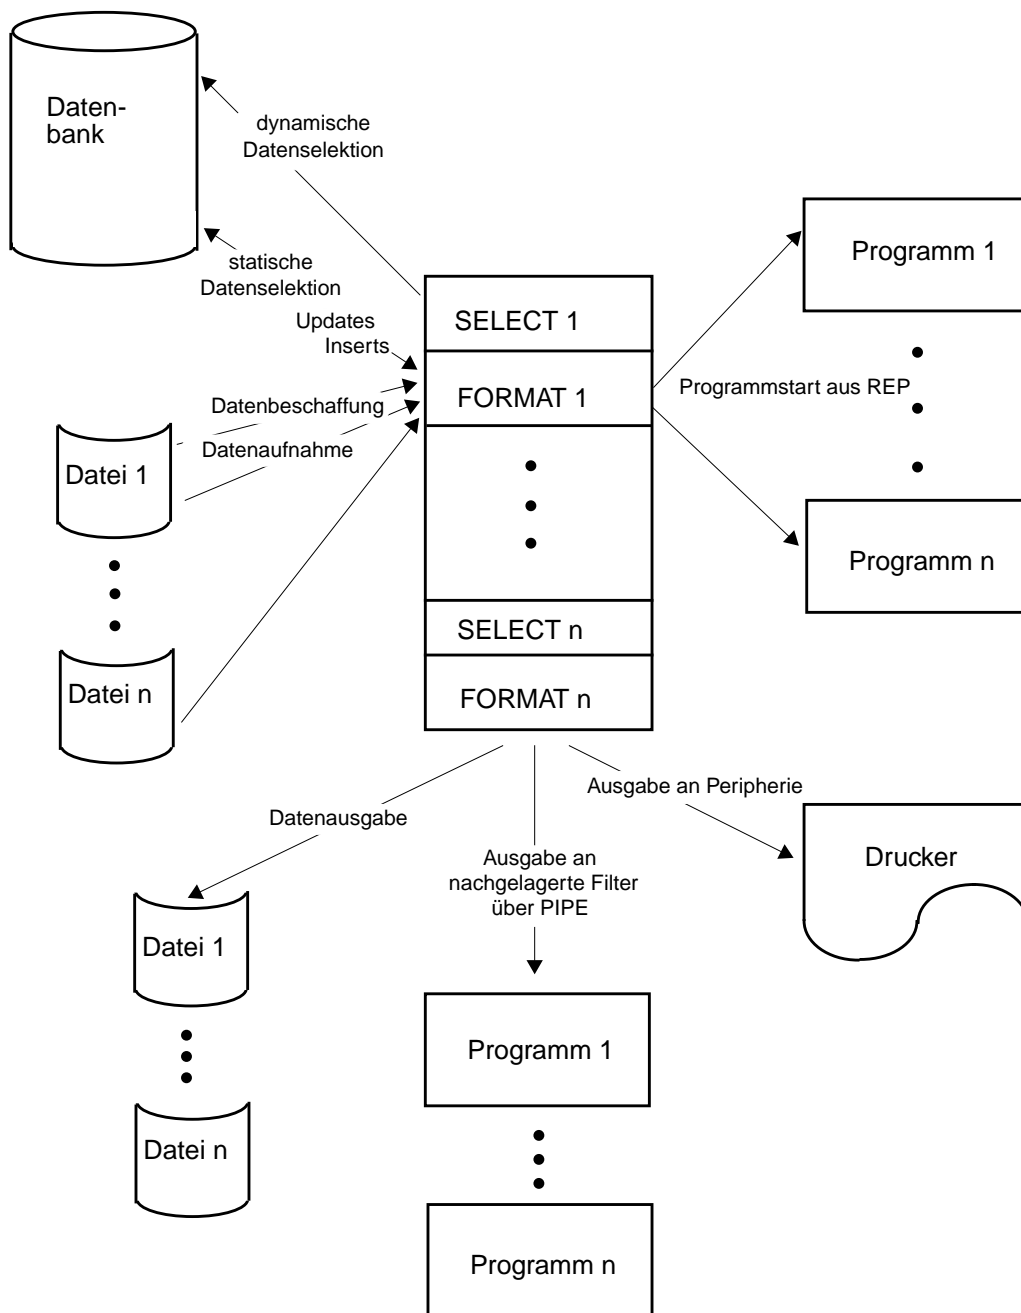 Daten-
bank
dynamische
Datenselektion
statische
Datenselektion
Updates
Inserts
Datenbeschaffung
Datenaufnahme
Datei 1
Datei n
SELECT 1
FORMAT 1
SELECT n
FORMAT n
Programm 1
Programmstart aus REP
Programm n
Datenausgabe
Ausgabe an
nachgelagerte Filter
über PIPE
Ausgabe an Peripherie
Drucker
Datei 1
Datei n
Programm 1
Programm n